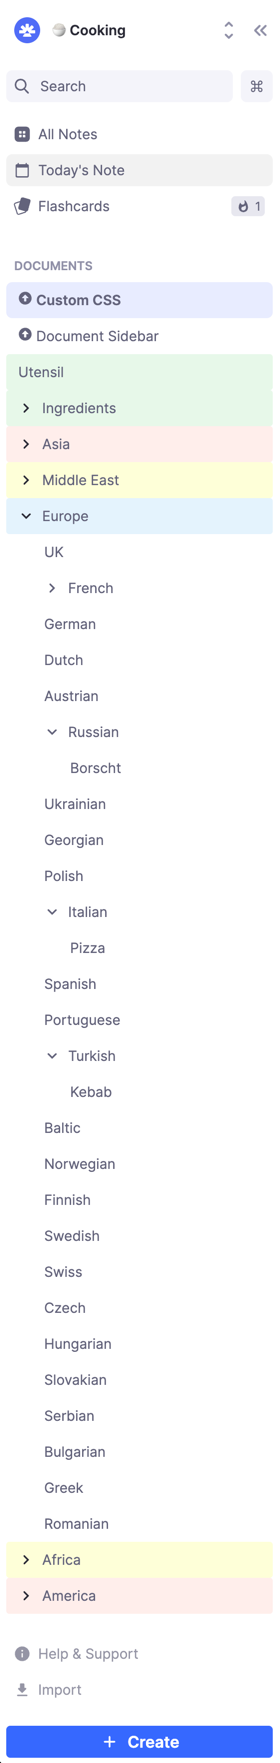 Cooking
Search
⌘
All Notes
Today's Note
Flashcards 1
DOCUMENTS
Custom CSS
Document Sidebar
Utensil
Ingredients
Asia
Middle East
Europe
UK
French
German
Dutch
Austrian
Russian
Borscht
Ukrainian
Georgian
Polish
Italian
Pizza
Spanish
Portuguese
Turkish
Kebab
Baltic
Norwegian
Finnish
Swedish
Swiss
Czech
Hungarian
Slovakian
Serbian
Bulgarian
Greek
Romanian
Africa
America
Help & Support
Import
+ Create